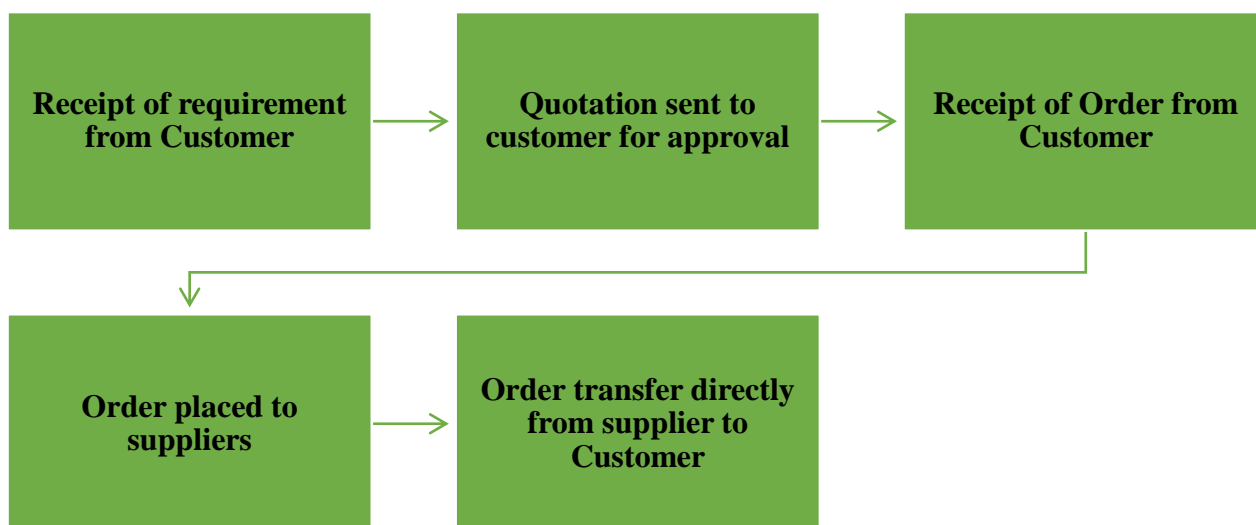 Receipt of requirement
from Customer
Quotation sent to
customer for approval
Receipt of Order from
Customer
Order placed to
suppliers
Order transfer directly
from supplier to
Customer